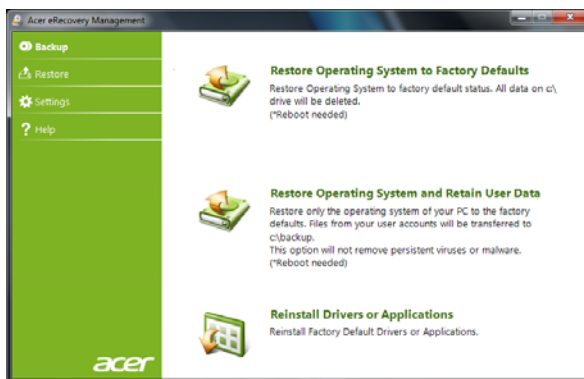 Acer eRecovery Management
Backup
Restore
Settings
Help
Restore Operating System to Factory Defaults
Restore Operating System to factory default status. All data on c:\
drive will be deleted.
(*Reboot needed)
Restore Operating System and Retain User Data
Restore only the operating system of your PC to the factory
defaults. Files from your user accounts will be transferred to
c:\backup.
This option will not remove persistent viruses or malware.
(*Reboot needed)
Reinstall Drivers or Applications
Reinstall Factory Default Drivers or Applications.
acer